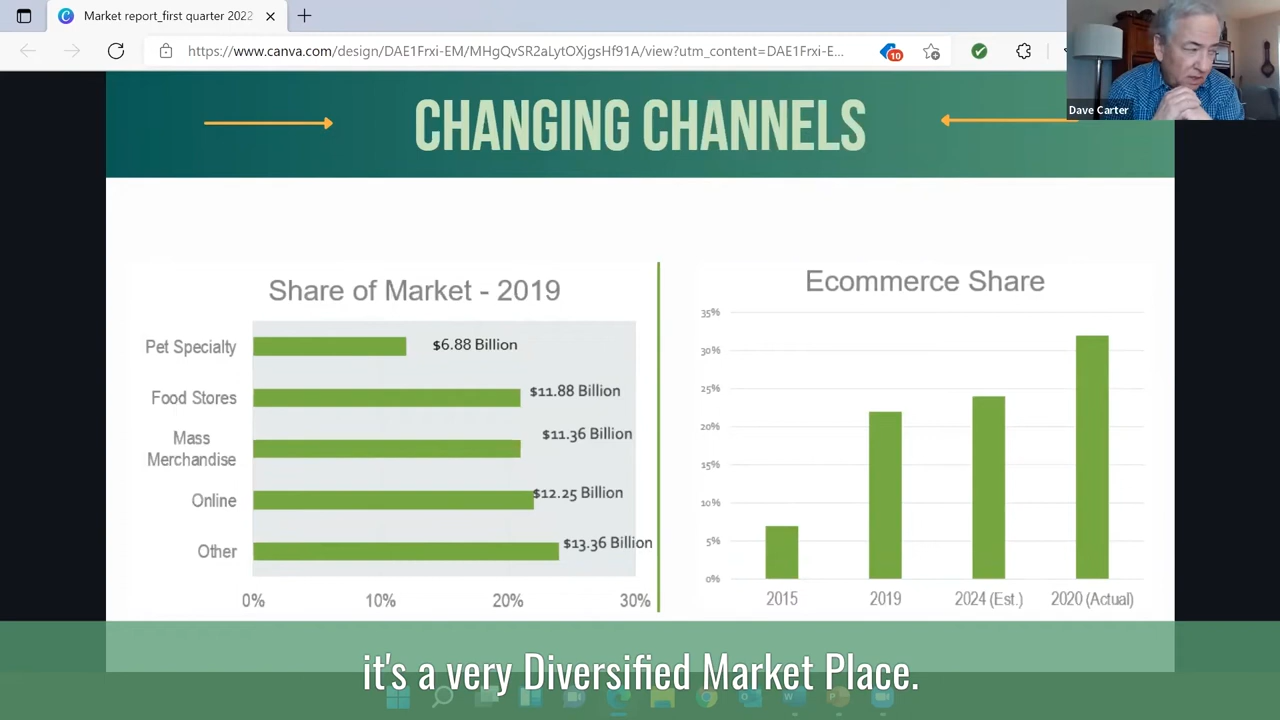 Market report_first quarter 2022
https://www.canva.com/design/DAE1Frxi-EM/MHgQvSR2aLytOXjgsHf91A/view?utm_content=DAE1Frxi-E...
10
Dave Carter
CHANGING CHANNELS
Share of Market - 2019
Pet Specialty
$6.88 Billion
Food Stores
$11.88 Billion
Mass
Merchandise
$11.36 Billion
Online
$12.25 Billion
Other
$13.36 Billion
0% 10% 20% 30%
Ecommerce Share
35%
30%
25%
20%
15%
10%
5%
0%
2015 2019 2024 (Est.) 2020 (Actual)
it's a very Diversified Market Place.